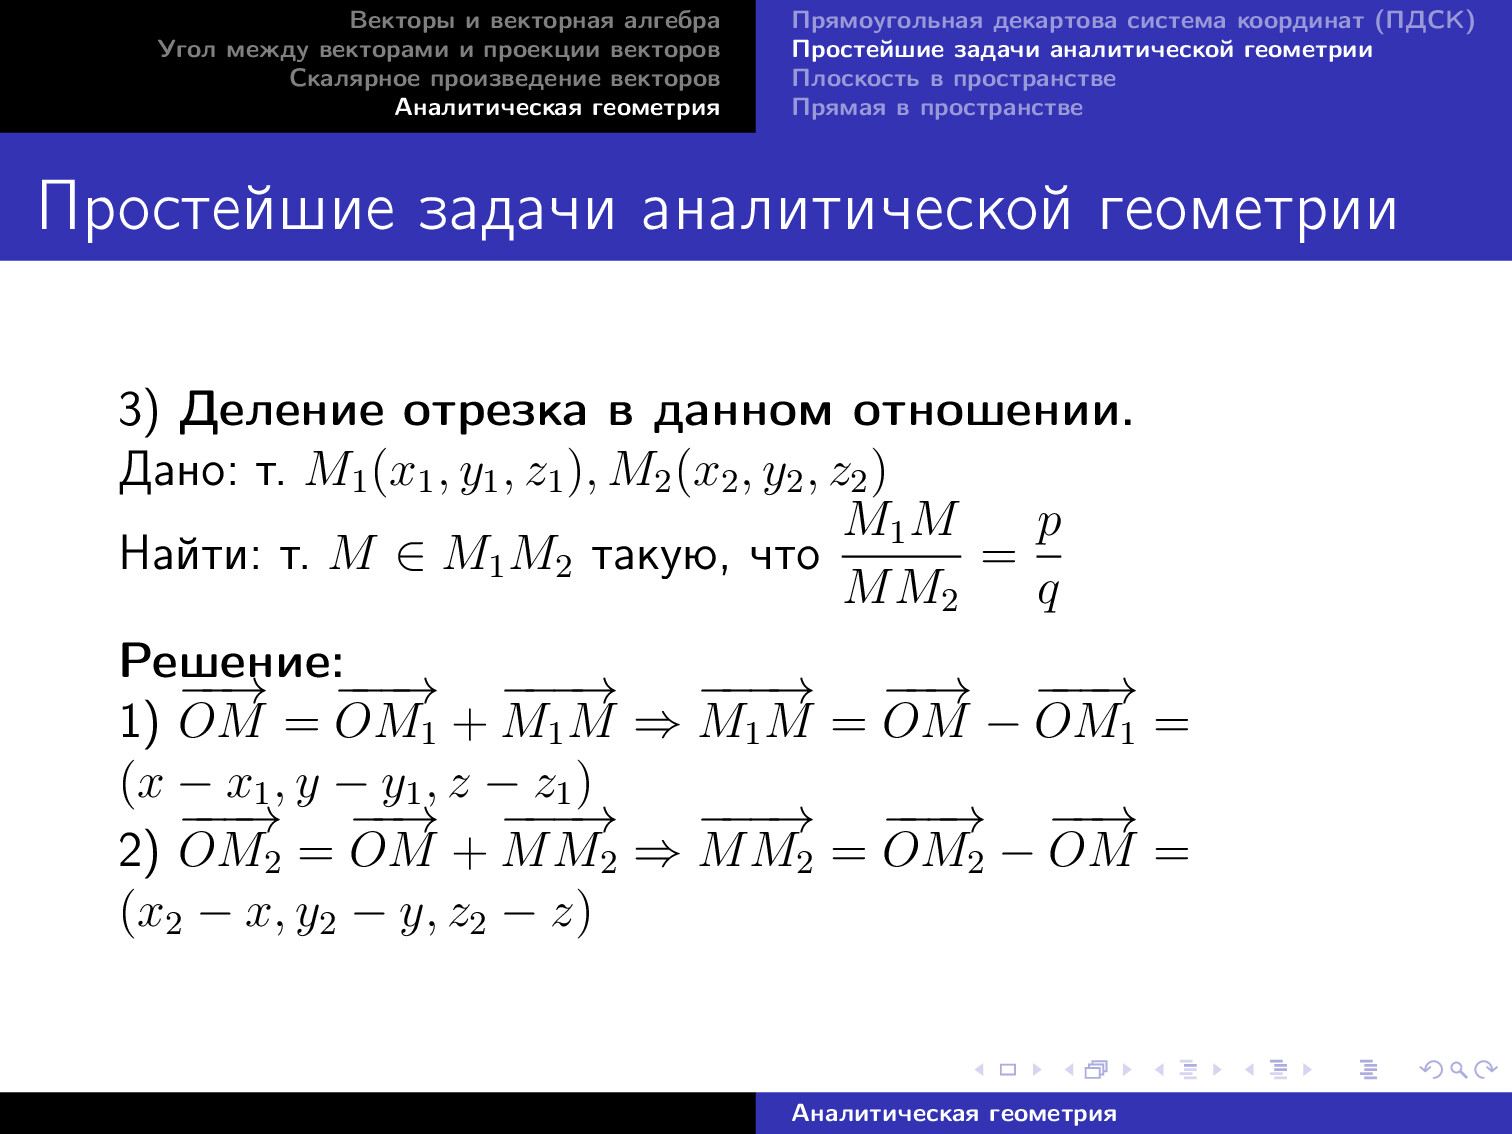 Векторы и векторная алгебра
Угол между векторами и проекции векторов
Скалярное произведение векторов
Аналитическая геометрия
Прямоугольная декартова система координат (ПДСК)
Простейшие задачи аналитической геометрии
Плоскость в пространстве
Прямая в пространстве
Простейшие задачи аналитической геометрии
3) Деление отрезка в данном отношении.
Дано: т. $M_1(x_1, y_1, z_1), M_2(x_2, y_2, z_2)$
Найти: т. $M \in M_1M_2$ такую, что $\dfrac{M_1M}{MM_2} = \dfrac{p}{q}$
Решение:
1) $\overrightarrow{OM} = \overrightarrow{OM_1} + \overrightarrow{M_1M} \Rightarrow \overrightarrow{M_1M} = \overrightarrow{OM} - \overrightarrow{OM_1} =$
$(x - x_1, y - y_1, z - z_1)$
2) $\overrightarrow{OM_2} = \overrightarrow{OM} + \overrightarrow{MM_2} \Rightarrow \overrightarrow{MM_2} = \overrightarrow{OM_2} - \overrightarrow{OM} =$
$(x_2 - x, y_2 - y, z_2 - z)$
Аналитическая геометрия